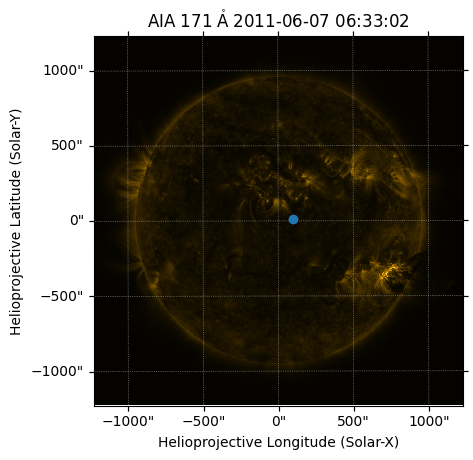 AIA 171 Å 2011-06-07 06:33:02
1000"
500"
0"
−500"
−1000"
Helioprojective Latitude (Solar-Y)
−1000" −500" 0" 500" 1000"
Helioprojective Longitude (Solar-X)